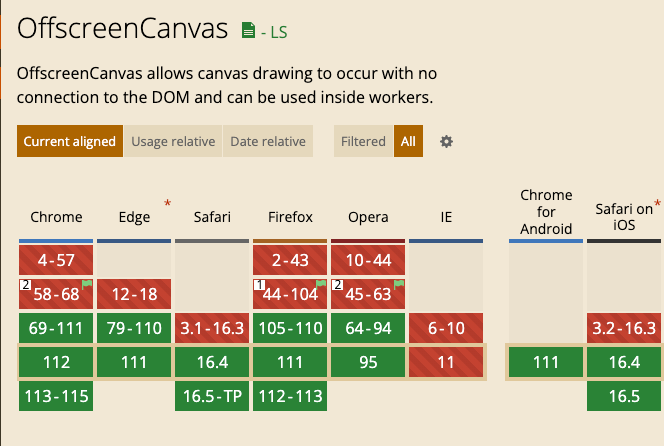 OffscreenCanvas - LS
OffscreenCanvas allows canvas drawing to occur with no
connection to the DOM and can be used inside workers.
Current aligned Usage relative Date relative Filtered All
Chrome Edge * Safari Firefox Opera IE Chrome for Android Safari on iOS *
4-57 2-43 10-44
2 58-68 12-18 1 44-104 2 45-63
69-111 79-110 3.1-16.3 105-110 64-94 6-10 3.2-16.3
112 111 16.4 111 95 11 111 16.4
113-115 16.5-TP 112-113 16.5